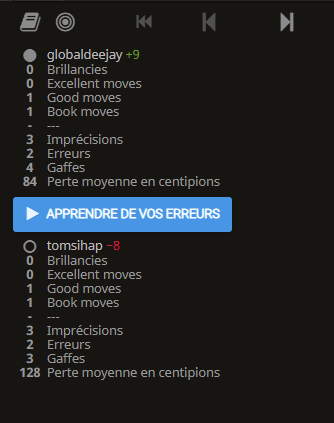 globaldeejay +9
0 Brillancies
0 Excellent moves
1 Good moves
1 Book moves
- ---
3 Imprécisions
2 Erreurs
4 Gaffes
84 Perte moyenne en centipions
APPRENDRE DE VOS ERREURS
tomsihap −8
0 Brillancies
0 Excellent moves
1 Good moves
1 Book moves
- ---
3 Imprécisions
2 Erreurs
3 Gaffes
128 Perte moyenne en centipions